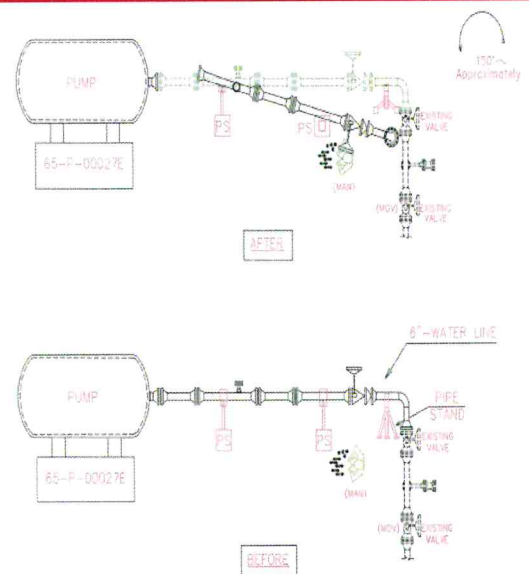 150°~
Approximately
PUMP
PS
PS
EXISTING
VALVE
65-P-00027E
(MAN)
(MOV)
EXISTING
VALVE
AFTER
6"-WATER LINE
PUMP
PIPE
STAND
PS
PS
EXISTING
VALVE
65-P-00027E
(MAN)
(MOV)
EXISTING
VALVE
BEFORE